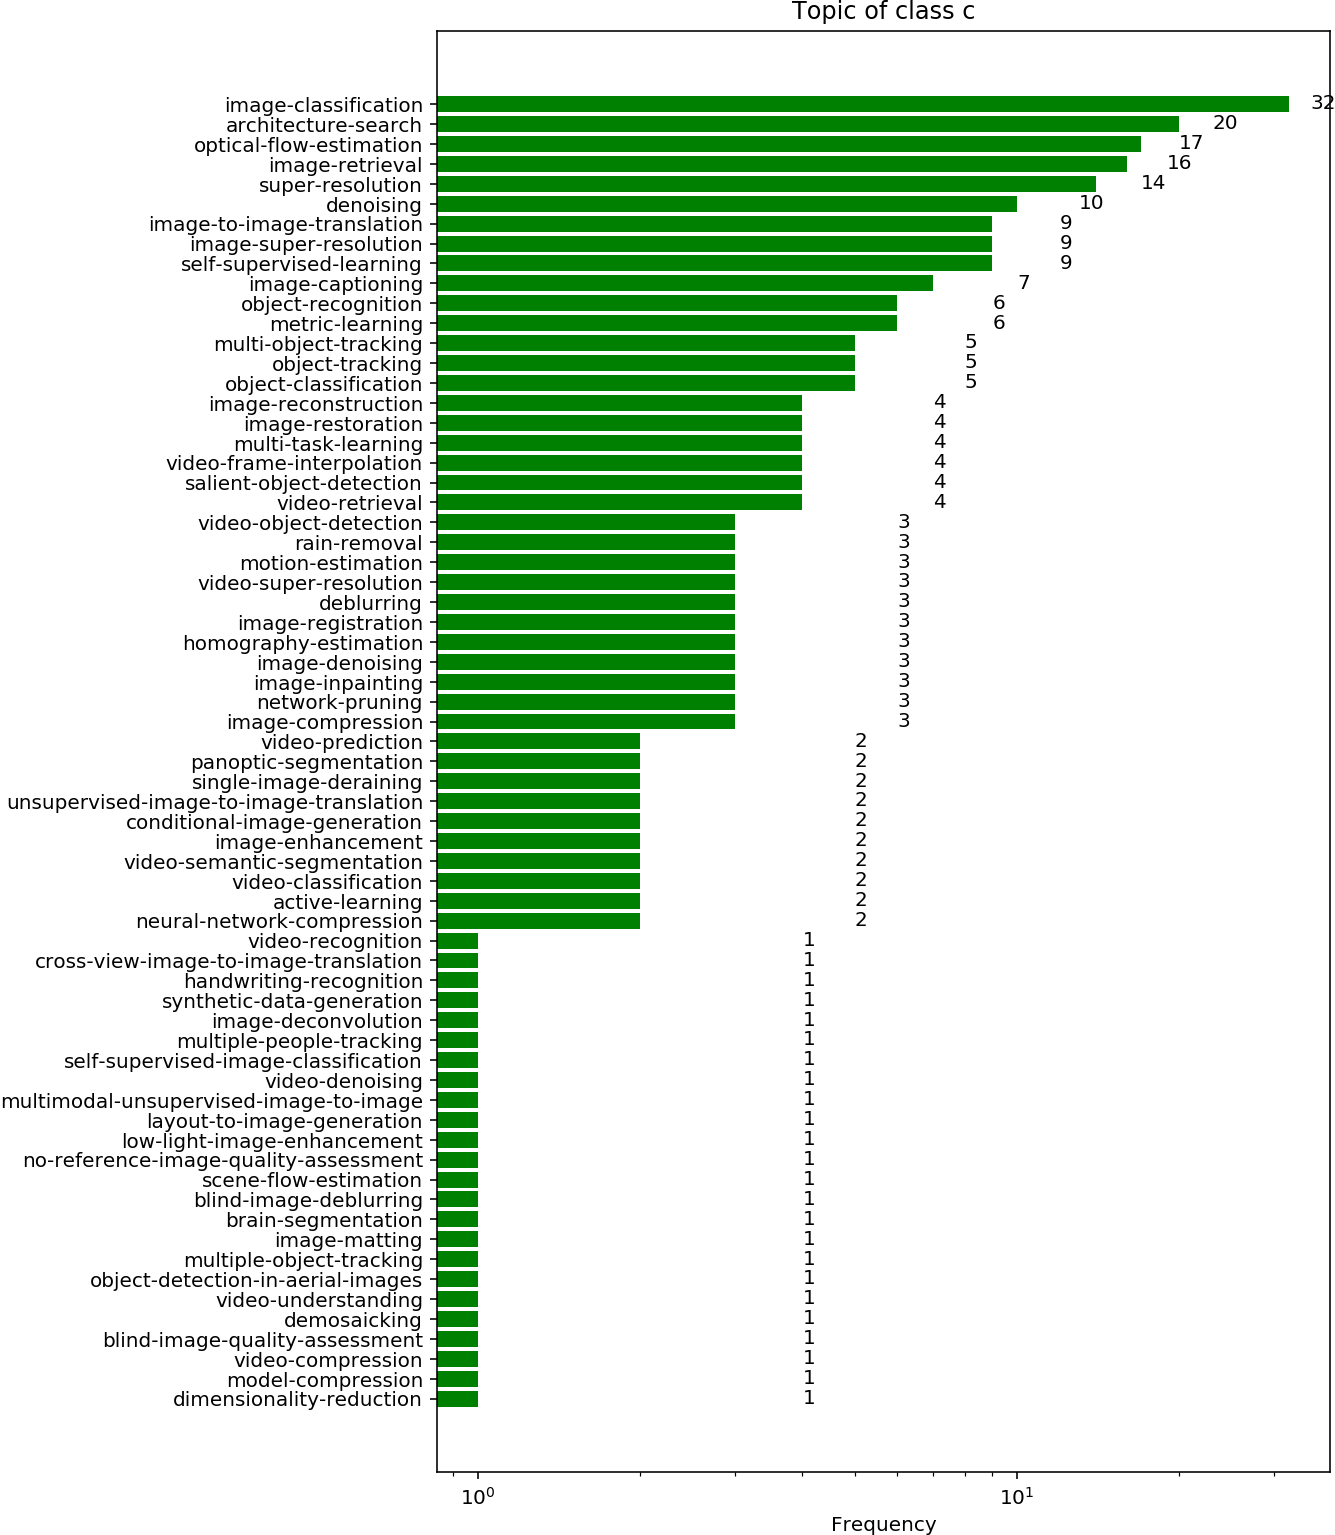 Topic of class c
image-classification 32
architecture-search 20
optical-flow-estimation 17
image-retrieval 16
super-resolution 14
denoising 10
image-to-image-translation 9
image-super-resolution 9
self-supervised-learning 9
image-captioning 7
object-recognition 6
metric-learning 6
multi-object-tracking 5
object-tracking 5
object-classification 5
image-reconstruction 4
image-restoration 4
multi-task-learning 4
video-frame-interpolation 4
salient-object-detection 4
video-retrieval 4
video-object-detection 3
rain-removal 3
motion-estimation 3
video-super-resolution 3
deblurring 3
image-registration 3
homography-estimation 3
image-denoising 3
image-inpainting 3
network-pruning 3
image-compression 3
video-prediction 2
panoptic-segmentation 2
single-image-deraining 2
unsupervised-image-to-image-translation 2
conditional-image-generation 2
image-enhancement 2
video-semantic-segmentation 2
video-classification 2
active-learning 2
neural-network-compression 2
video-recognition 1
cross-view-image-to-image-translation 1
handwriting-recognition 1
synthetic-data-generation 1
image-deconvolution 1
multiple-people-tracking 1
self-supervised-image-classification 1
video-denoising 1
multimodal-unsupervised-image-to-image 1
layout-to-image-generation 1
low-light-image-enhancement 1
no-reference-image-quality-assessment 1
scene-flow-estimation 1
blind-image-deblurring 1
brain-segmentation 1
image-matting 1
multiple-object-tracking 1
object-detection-in-aerial-images 1
video-understanding 1
demosaicking 1
blind-image-quality-assessment 1
video-compression 1
model-compression 1
dimensionality-reduction 1
10⁰ 10¹
Frequency